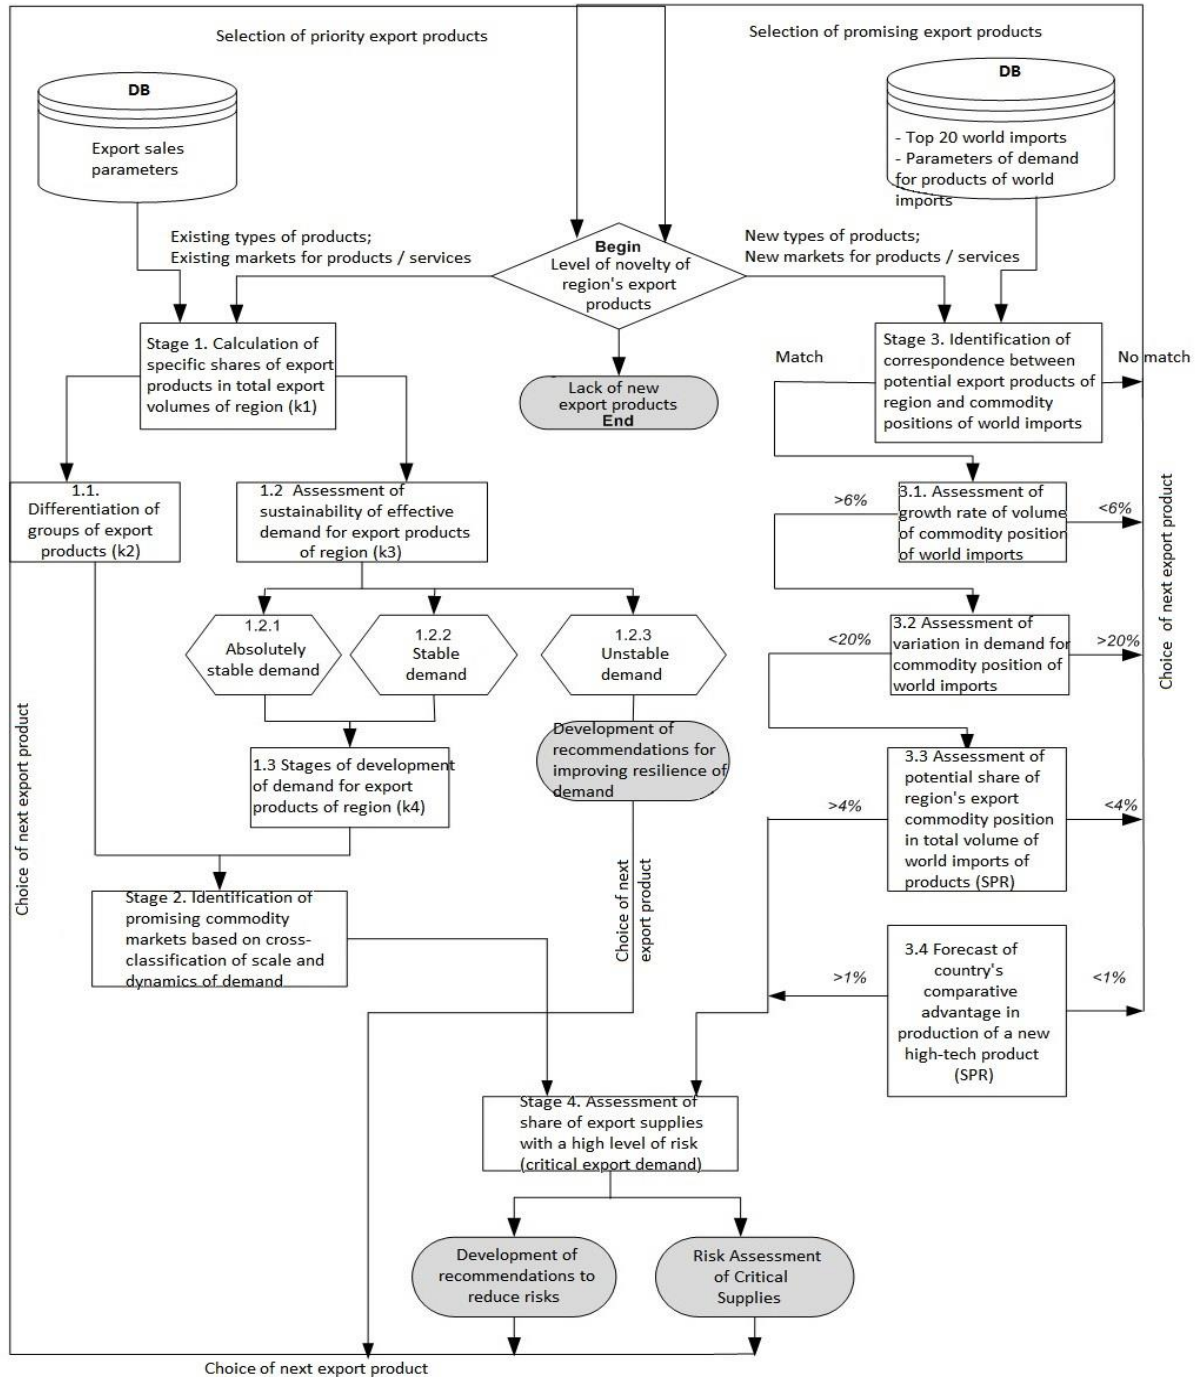 Selection of priority export products
Selection of promising export products
DB
Export sales
parameters
DB
- Top 20 world imports
- Parameters of demand
for products of world
imports
Existing types of products;
Existing markets for products / services
Begin
Level of novelty of
region's export
products
New types of products;
New markets for products / services
Stage 1. Calculation of
specific shares of export
products in total export
volumes of region (k1)
Lack of new
export products
End
Match
Stage 3. Identification of
correspondence between
potential export products of
region and commodity
positions of world imports
No match
1.1.
Differentiation of
groups of export
products (k2)
1.2 Assessment of
sustainability of effective
demand for export products
of region (k3)
>6%
3.1. Assessment of
growth rate of volume
of commodity position
of world imports
<6%
1.2.1
Absolutely
stable demand
1.2.2
Stable
demand
1.2.3
Unstable
demand
<20%
3.2 Assessment of
variation in demand for
commodity position of
world imports
>20%
Choice of next export product
Development of
recommendations for
improving resilience of
demand
1.3 Stages of development
of demand for export
products of region (k4)
>4%
3.3 Assessment of
potential share of
region's export
commodity position
in total volume of
world imports of
products (SPR)
<4%
Choice of next export product
Stage 2. Identification of
promising commodity
markets based on cross-
classification of scale and
dynamics of demand
Choice of next
export product
>1%
3.4 Forecast of
country's
comparative
advantage in
production of a new
high-tech product
(SPR)
<1%
Stage 4. Assessment of
share of export supplies
with a high level of risk
(critical export demand)
Development of
recommendations to
reduce risks
Risk Assessment
of Critical
Supplies
Choice of next export product